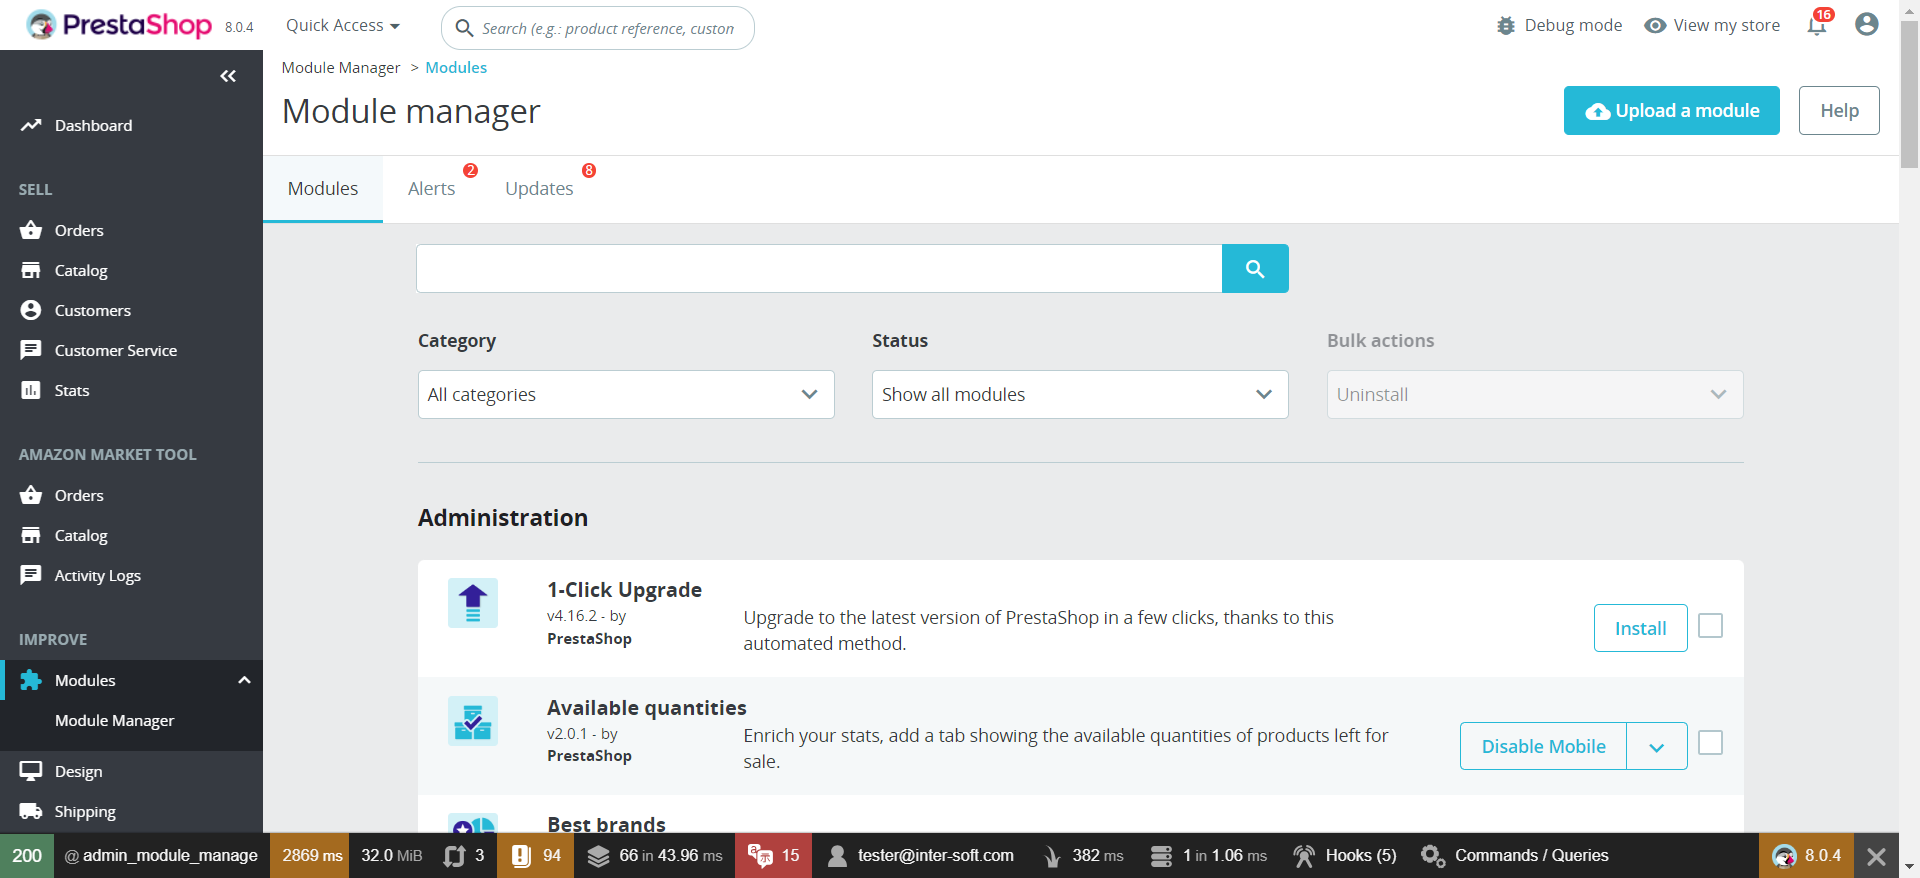 PrestaShop 8.0.4
Quick Access
Search (e.g.: product reference, custon
Debug mode
View my store
16
Module Manager > Modules
Module manager
Upload a module
Help
Dashboard
SELL
Orders
Catalog
Customers
Customer Service
Stats
AMAZON MARKET TOOL
Orders
Catalog
Activity Logs
IMPROVE
Modules
Module Manager
Design
Shipping
Modules
Alerts 2
Updates 8
Category
All categories
Status
Show all modules
Bulk actions
Uninstall
Administration
1-Click Upgrade
v4.16.2 - by
PrestaShop
Upgrade to the latest version of PrestaShop in a few clicks, thanks to this
automated method.
Install
Available quantities
v2.0.1 - by
PrestaShop
Enrich your stats, add a tab showing the available quantities of products left for
sale.
Disable Mobile
Best brands
200 @ admin_module_manage 2869 ms 32.0 MiB 3 94 66 in 43.96 ms 15 tester@inter-soft.com 382 ms 1 in 1.06 ms Hooks (5) Commands / Queries 8.0.4